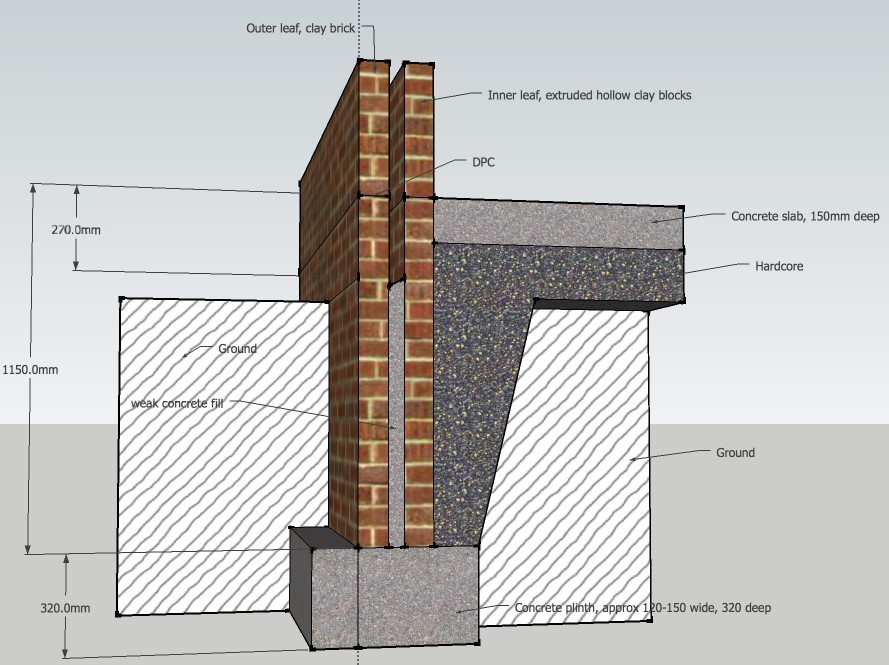 Outer leaf, clay brick
Inner leaf, extruded hollow clay blocks
DPC
Concrete slab, 150mm deep
270.0mm
Hardcore
Ground
1150.0mm
weak concrete fill
Ground
320.0mm
Concrete plinth, approx 120-150 wide, 320 deep